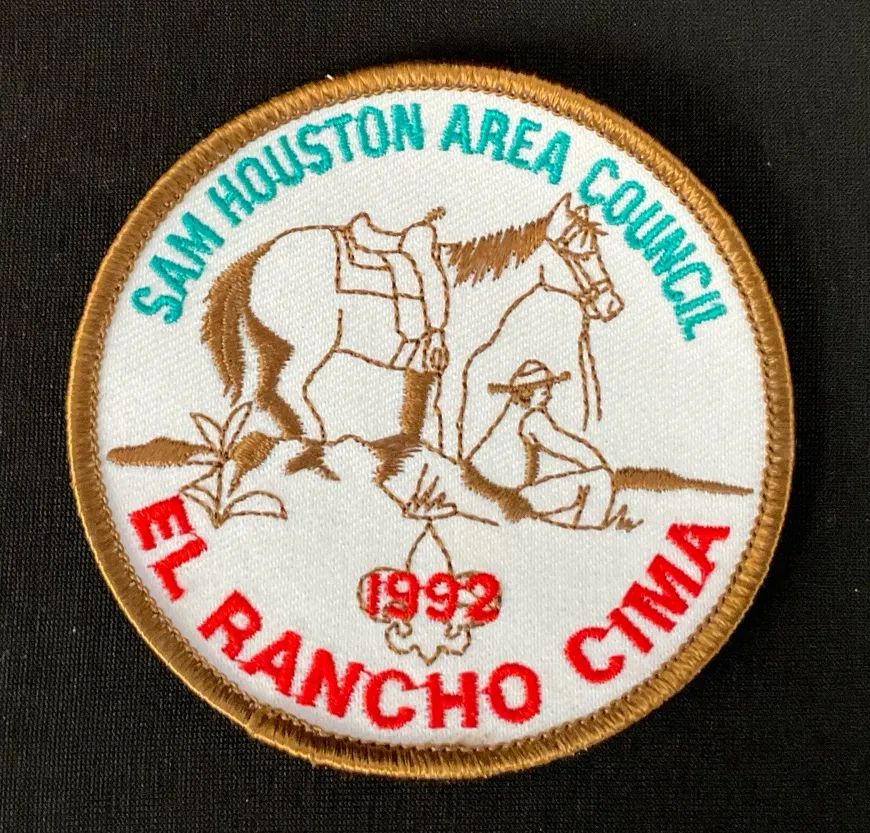 SAM HOUSTON AREA COUNCIL
1992
EL RANCHO CIMA